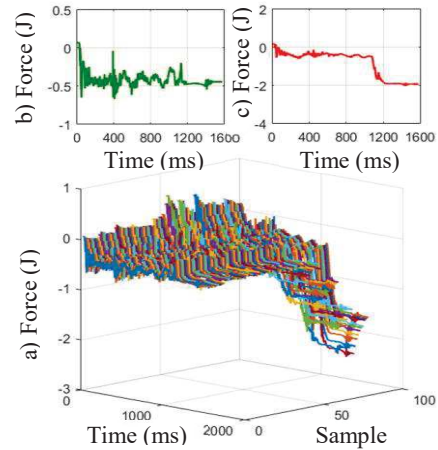 b) Force (J)
0.5
0
-0.5
-1
0 400 800 1200 1600
Time (ms)
c) Force (J)
2
0
-2
-4
0 400 800 1200 1600
Time (ms)
a) Force (J)
1
0
-1
-2
-3
0
1000
2000
Time (ms)
0
50
100
Sample